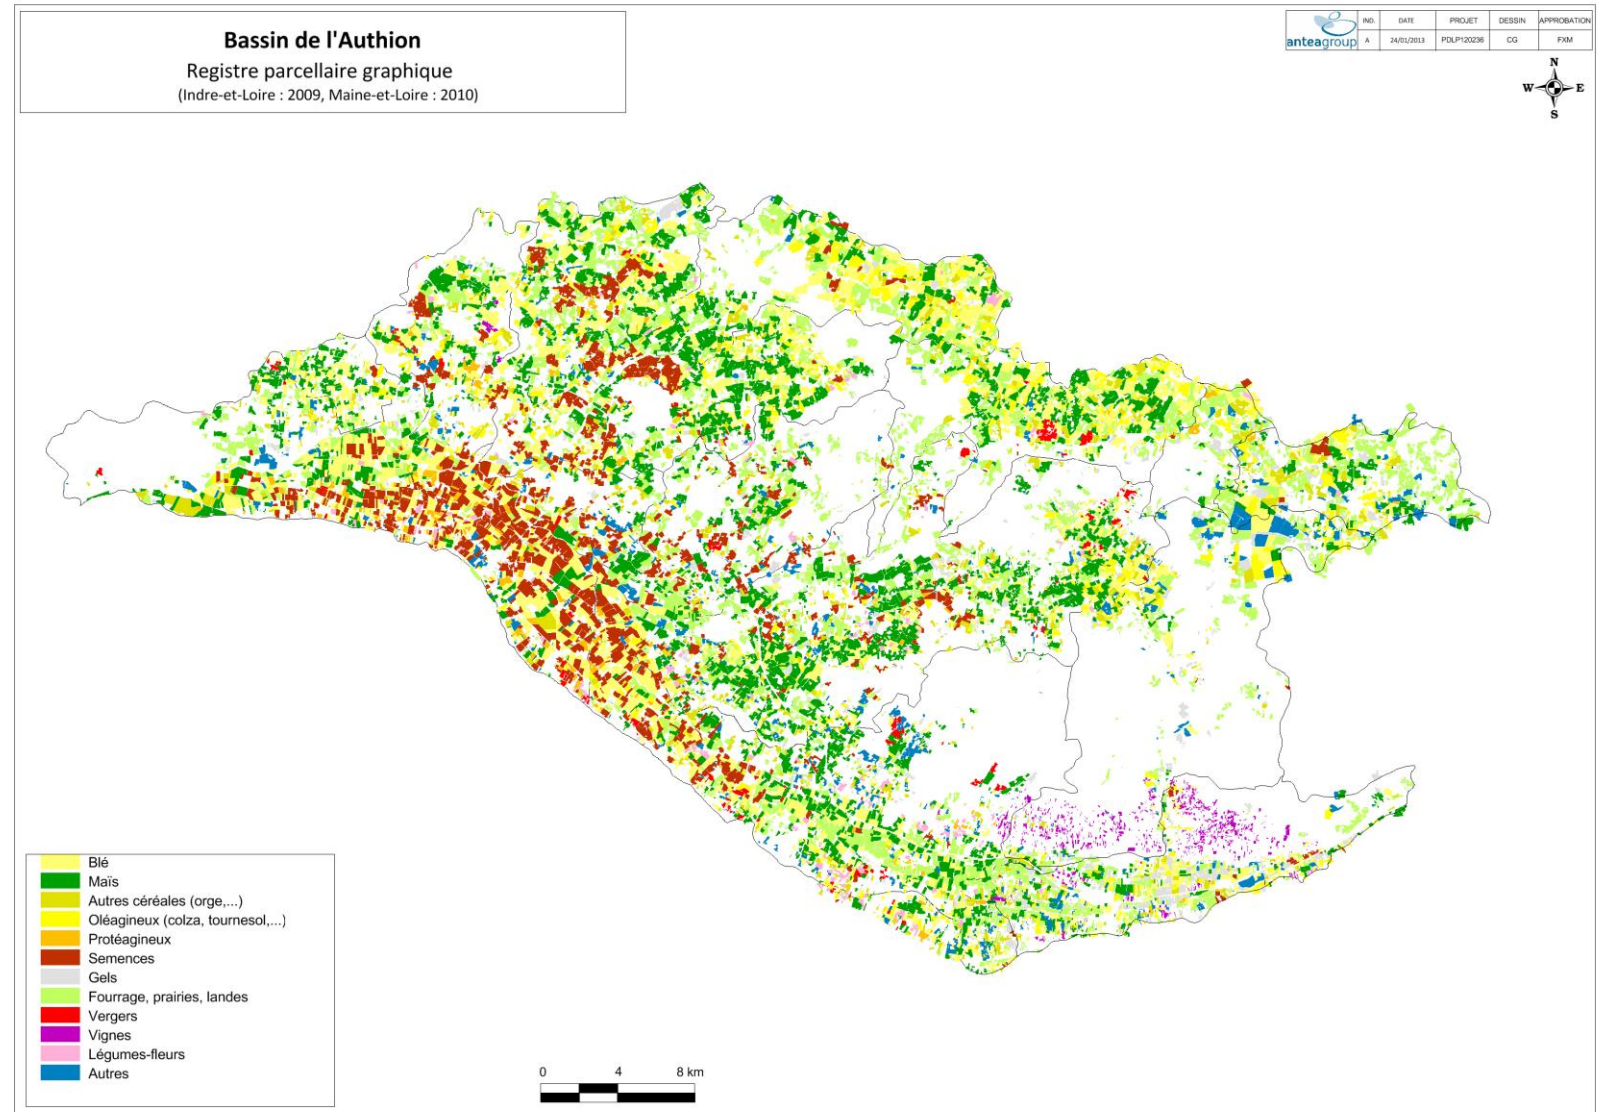 Bassin de l'Authion
Registre parcellaire graphique
(Indre-et-Loire : 2009, Maine-et-Loire : 2010)
anteagroup
IND. DATE PROJET DESSIN APPROBATION
A 24/01/2013 PDLP120236 CG FXM
N
W E
S
Blé
Maïs
Autres céréales (orge,...)
Oléagineux (colza, tournesol,...)
Protéagineux
Semences
Gels
Fourrage, prairies, landes
Vergers
Vignes
Légumes-fleurs
Autres
0 4 8 km